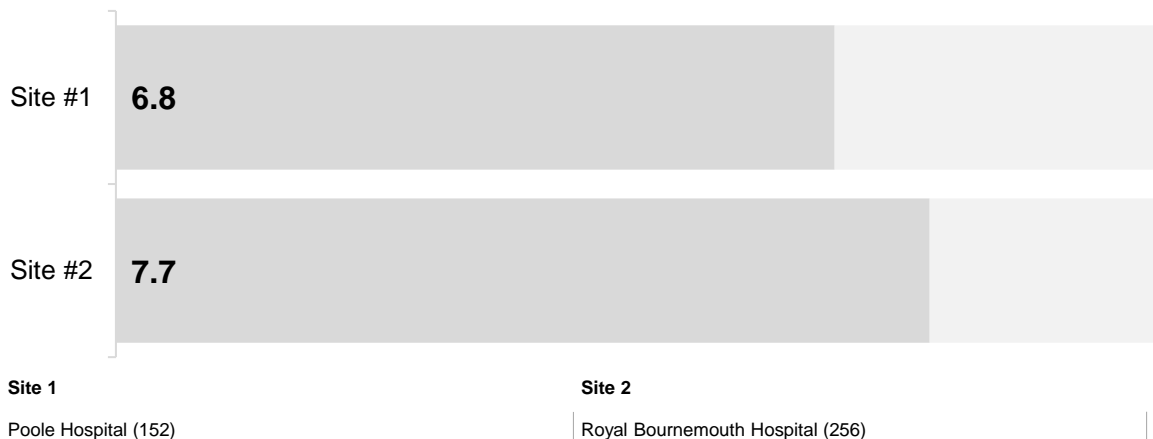 Site #1 6.8
Site #2 7.7
Site 1 Site 2
Poole Hospital (152) Royal Bournemouth Hospital (256)